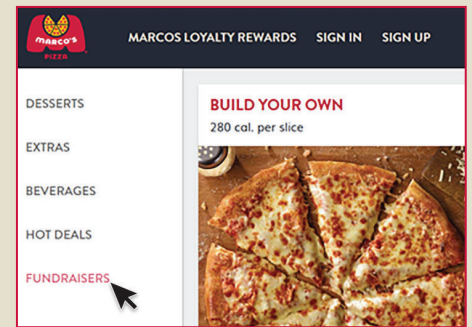 MARCO'S
PIZZA
MARCOS LOYALTY REWARDS SIGN IN SIGN UP
DESSERTS
EXTRAS
BEVERAGES
HOT DEALS
FUNDRAISERS
BUILD YOUR OWN
280 cal. per slice